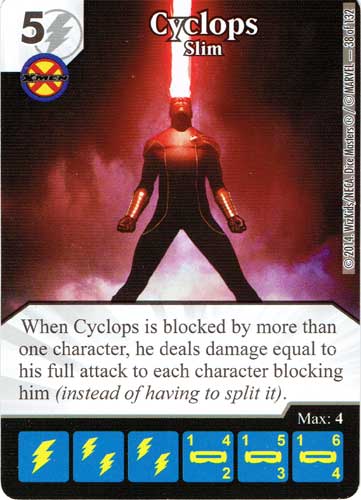 5
Cyclops
Slim
X-MEN
© 2014. WizKids/NECA. Dice Masters ® / © MARVEL — 38 of 132
When Cyclops is blocked by more than
one character, he deals damage equal to
his full attack to each character blocking
him (instead of having to split it).
Max: 4
1 4
2
1 5
3
1 6
4